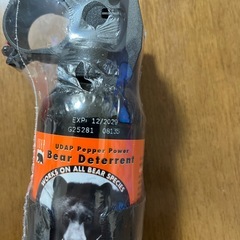 EXP: 12/2029
G25281 08135
UDAP Pepper Power
Bear Deterrent
WORKS ON ALL BEAR SPECIES